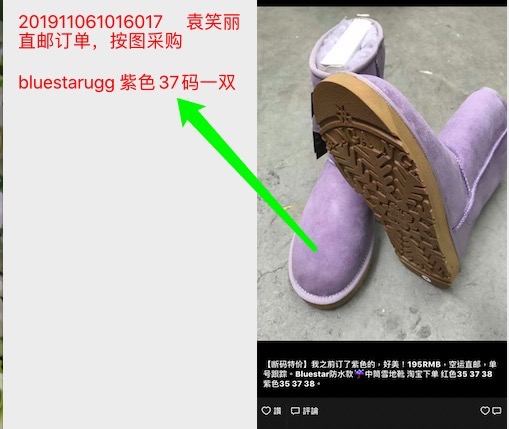 201911061016017 袁笑丽
直邮订单，按图采购
bluestarugg 紫色 37 码一双
【断码特价】我之前订了紫色的，好美！195RMB，空运直邮，单
号跟踪。Bluestar防水款☔中筒雪地靴 淘宝下单 红色35 37 38
紫色35 37 38。
讚 評論